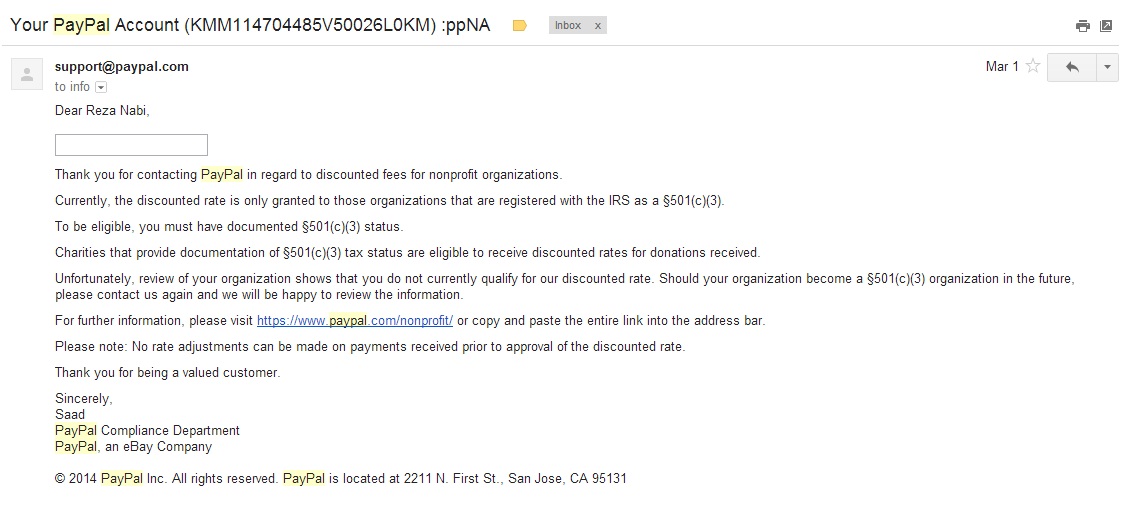 Your PayPal Account (KMM114704485V50026L0KM) :ppNA
Inbox x
support@paypal.com
Mar 1
to info
Dear Reza Nabi,
Thank you for contacting PayPal in regard to discounted fees for nonprofit organizations.
Currently, the discounted rate is only granted to those organizations that are registered with the IRS as a §501(c)(3).
To be eligible, you must have documented §501(c)(3) status.
Charities that provide documentation of §501(c)(3) tax status are eligible to receive discounted rates for donations received.
Unfortunately, review of your organization shows that you do not currently qualify for our discounted rate. Should your organization become a §501(c)(3) organization in the future,
please contact us again and we will be happy to review the information.
For further information, please visit https://www.paypal.com/nonprofit/ or copy and paste the entire link into the address bar.
Please note: No rate adjustments can be made on payments received prior to approval of the discounted rate.
Thank you for being a valued customer.
Sincerely,
Saad
PayPal Compliance Department
PayPal, an eBay Company
© 2014 PayPal Inc. All rights reserved. PayPal is located at 2211 N. First St., San Jose, CA 95131